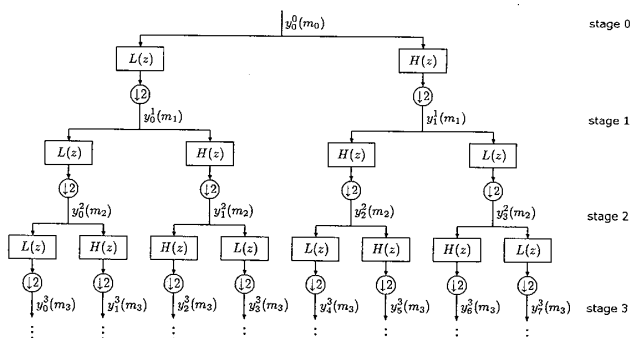 y_0^0(m_0) stage 0
L(z) H(z)
↓2 ↓2
y_0^1(m_1) y_1^1(m_1) stage 1
L(z) H(z) H(z) L(z)
↓2 ↓2 ↓2 ↓2
y_0^2(m_2) y_1^2(m_2) y_2^2(m_2) y_3^2(m_2) stage 2
L(z) H(z) H(z) L(z) L(z) H(z) H(z) L(z)
↓2 ↓2 ↓2 ↓2 ↓2 ↓2 ↓2 ↓2
y_0^3(m_3) y_1^3(m_3) y_2^3(m_3) y_3^3(m_3) y_4^3(m_3) y_5^3(m_3) y_6^3(m_3) y_7^3(m_3) stage 3